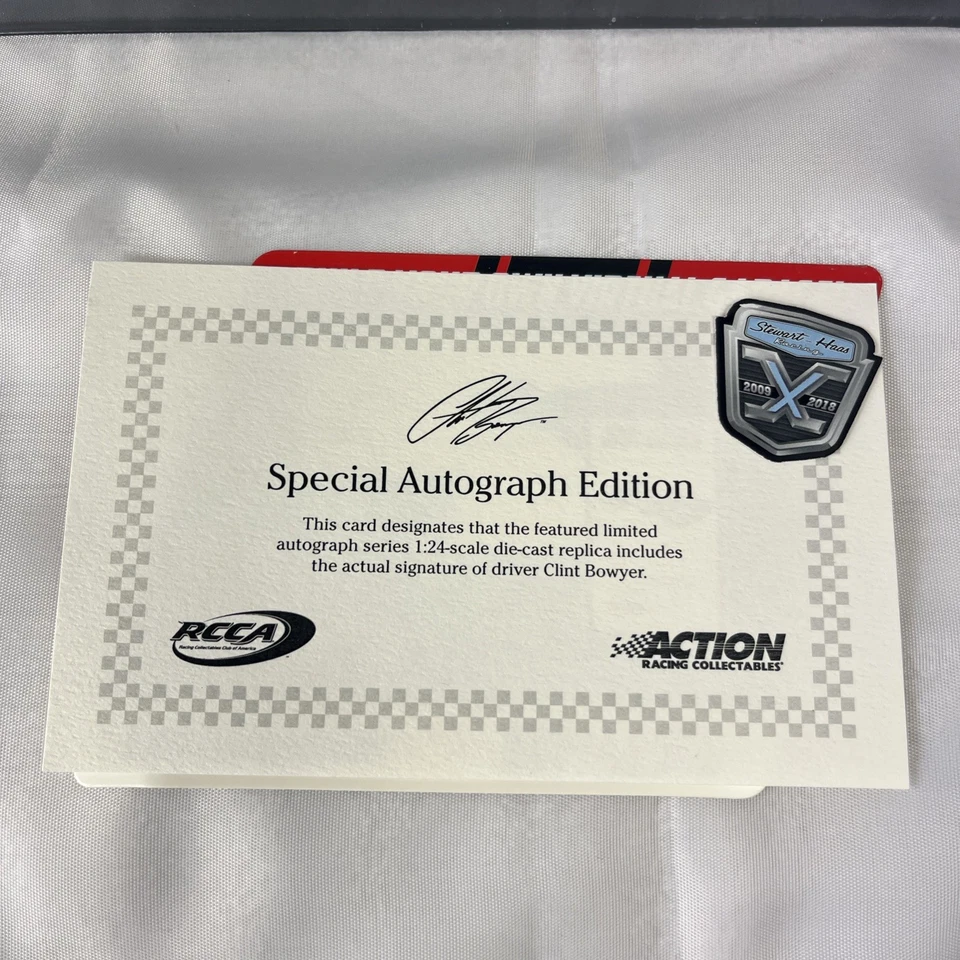 Stewart-Haas
Racing
X
2009 2018
Clint Bowyer™
Special Autograph Edition
This card designates that the featured limited
autograph series 1:24-scale die-cast replica includes
the actual signature of driver Clint Bowyer.
RCCA
Racing Collectables Club of America
ACTION
RACING COLLECTABLES